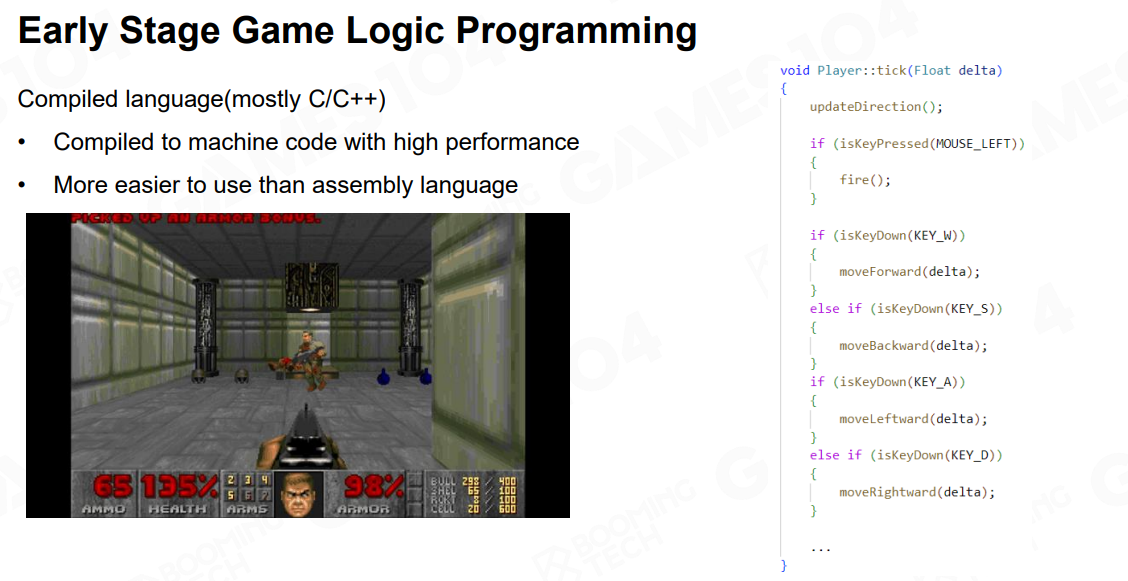 Early Stage Game Logic Programming
Compiled language(mostly C/C++)
• Compiled to machine code with high performance
• More easier to use than assembly language
PICKED UP AN ARMOR BONUS.
65 135% 2 3 4 98% BULL 298 / 400
5 6 7 SHEL 65 / 100
RCKT 8 / 100
AMMO HEALTH ARMS ARMOR CELL 20 / 600
void Player::tick(Float delta)
{
updateDirection();
if (isKeyPressed(MOUSE_LEFT))
{
fire();
}
if (isKeyDown(KEY_W))
{
moveForward(delta);
}
else if (isKeyDown(KEY_S))
{
moveBackward(delta);
}
if (isKeyDown(KEY_A))
{
moveLeftward(delta);
}
else if (isKeyDown(KEY_D))
{
moveRightward(delta);
}
...
}
GAMES104
BOOMING
TECH